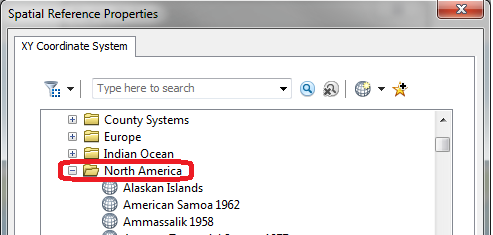 Spatial Reference Properties
XY Coordinate System
Type here to search
County Systems
Europe
Indian Ocean
North America
Alaskan Islands
American Samoa 1962
Ammassalik 1958